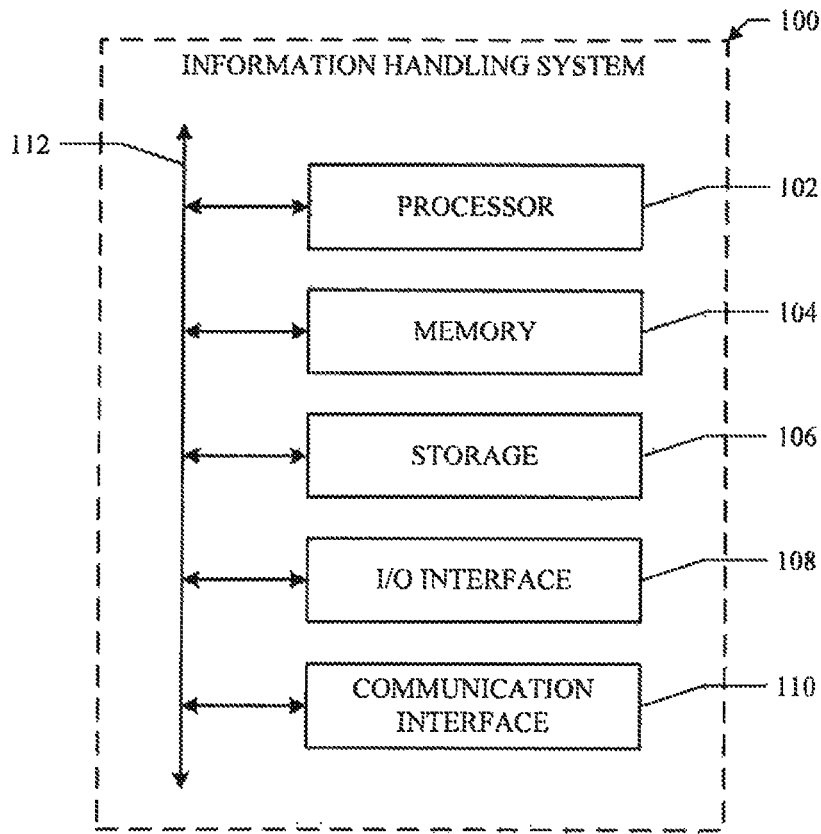 100
INFORMATION HANDLING SYSTEM
112
PROCESSOR
102
MEMORY
104
STORAGE
106
I/O INTERFACE
108
COMMUNICATION
INTERFACE
110